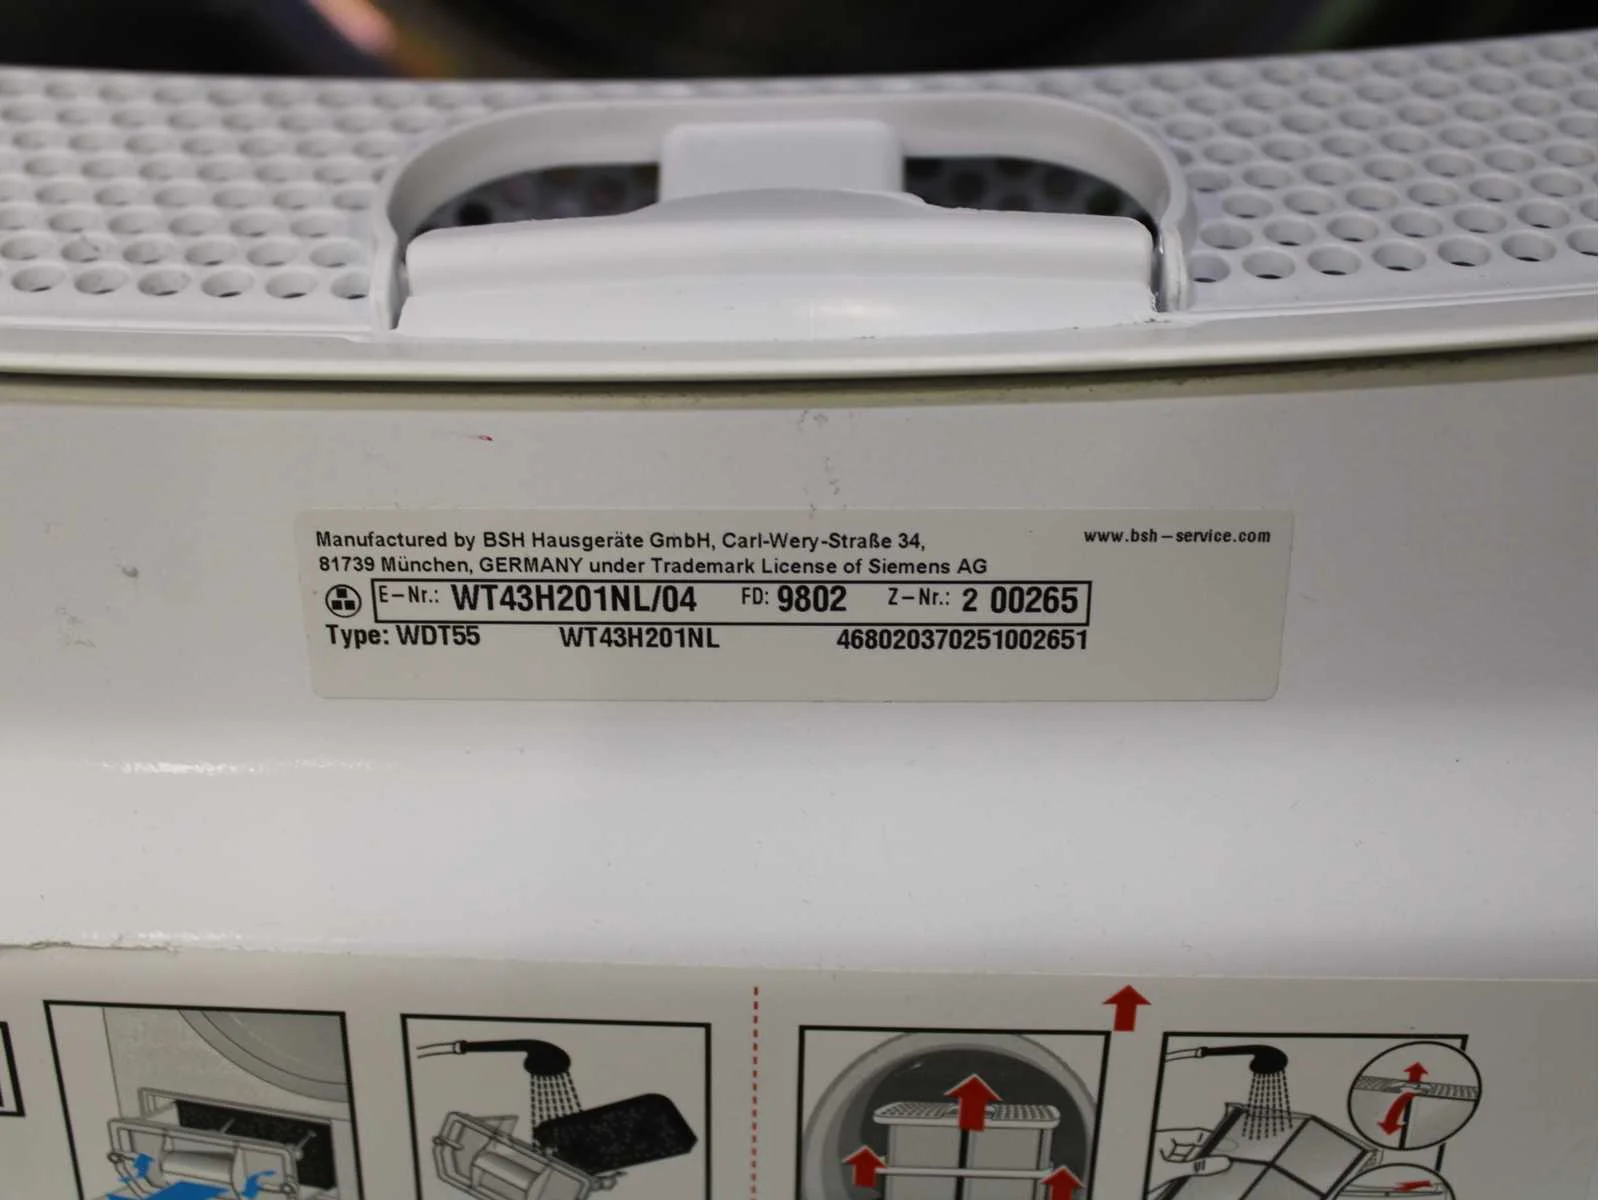 Manufactured by BSH Hausgeräte GmbH, Carl-Wery-Straße 34,
www.bsh-service.com
81739 München, GERMANY under Trademark License of Siemens AG
E-Nr.: WT43H201NL/04 FD: 9802 Z-Nr.: 2 00265
Type: WDT55 WT43H201NL 468020370251002651